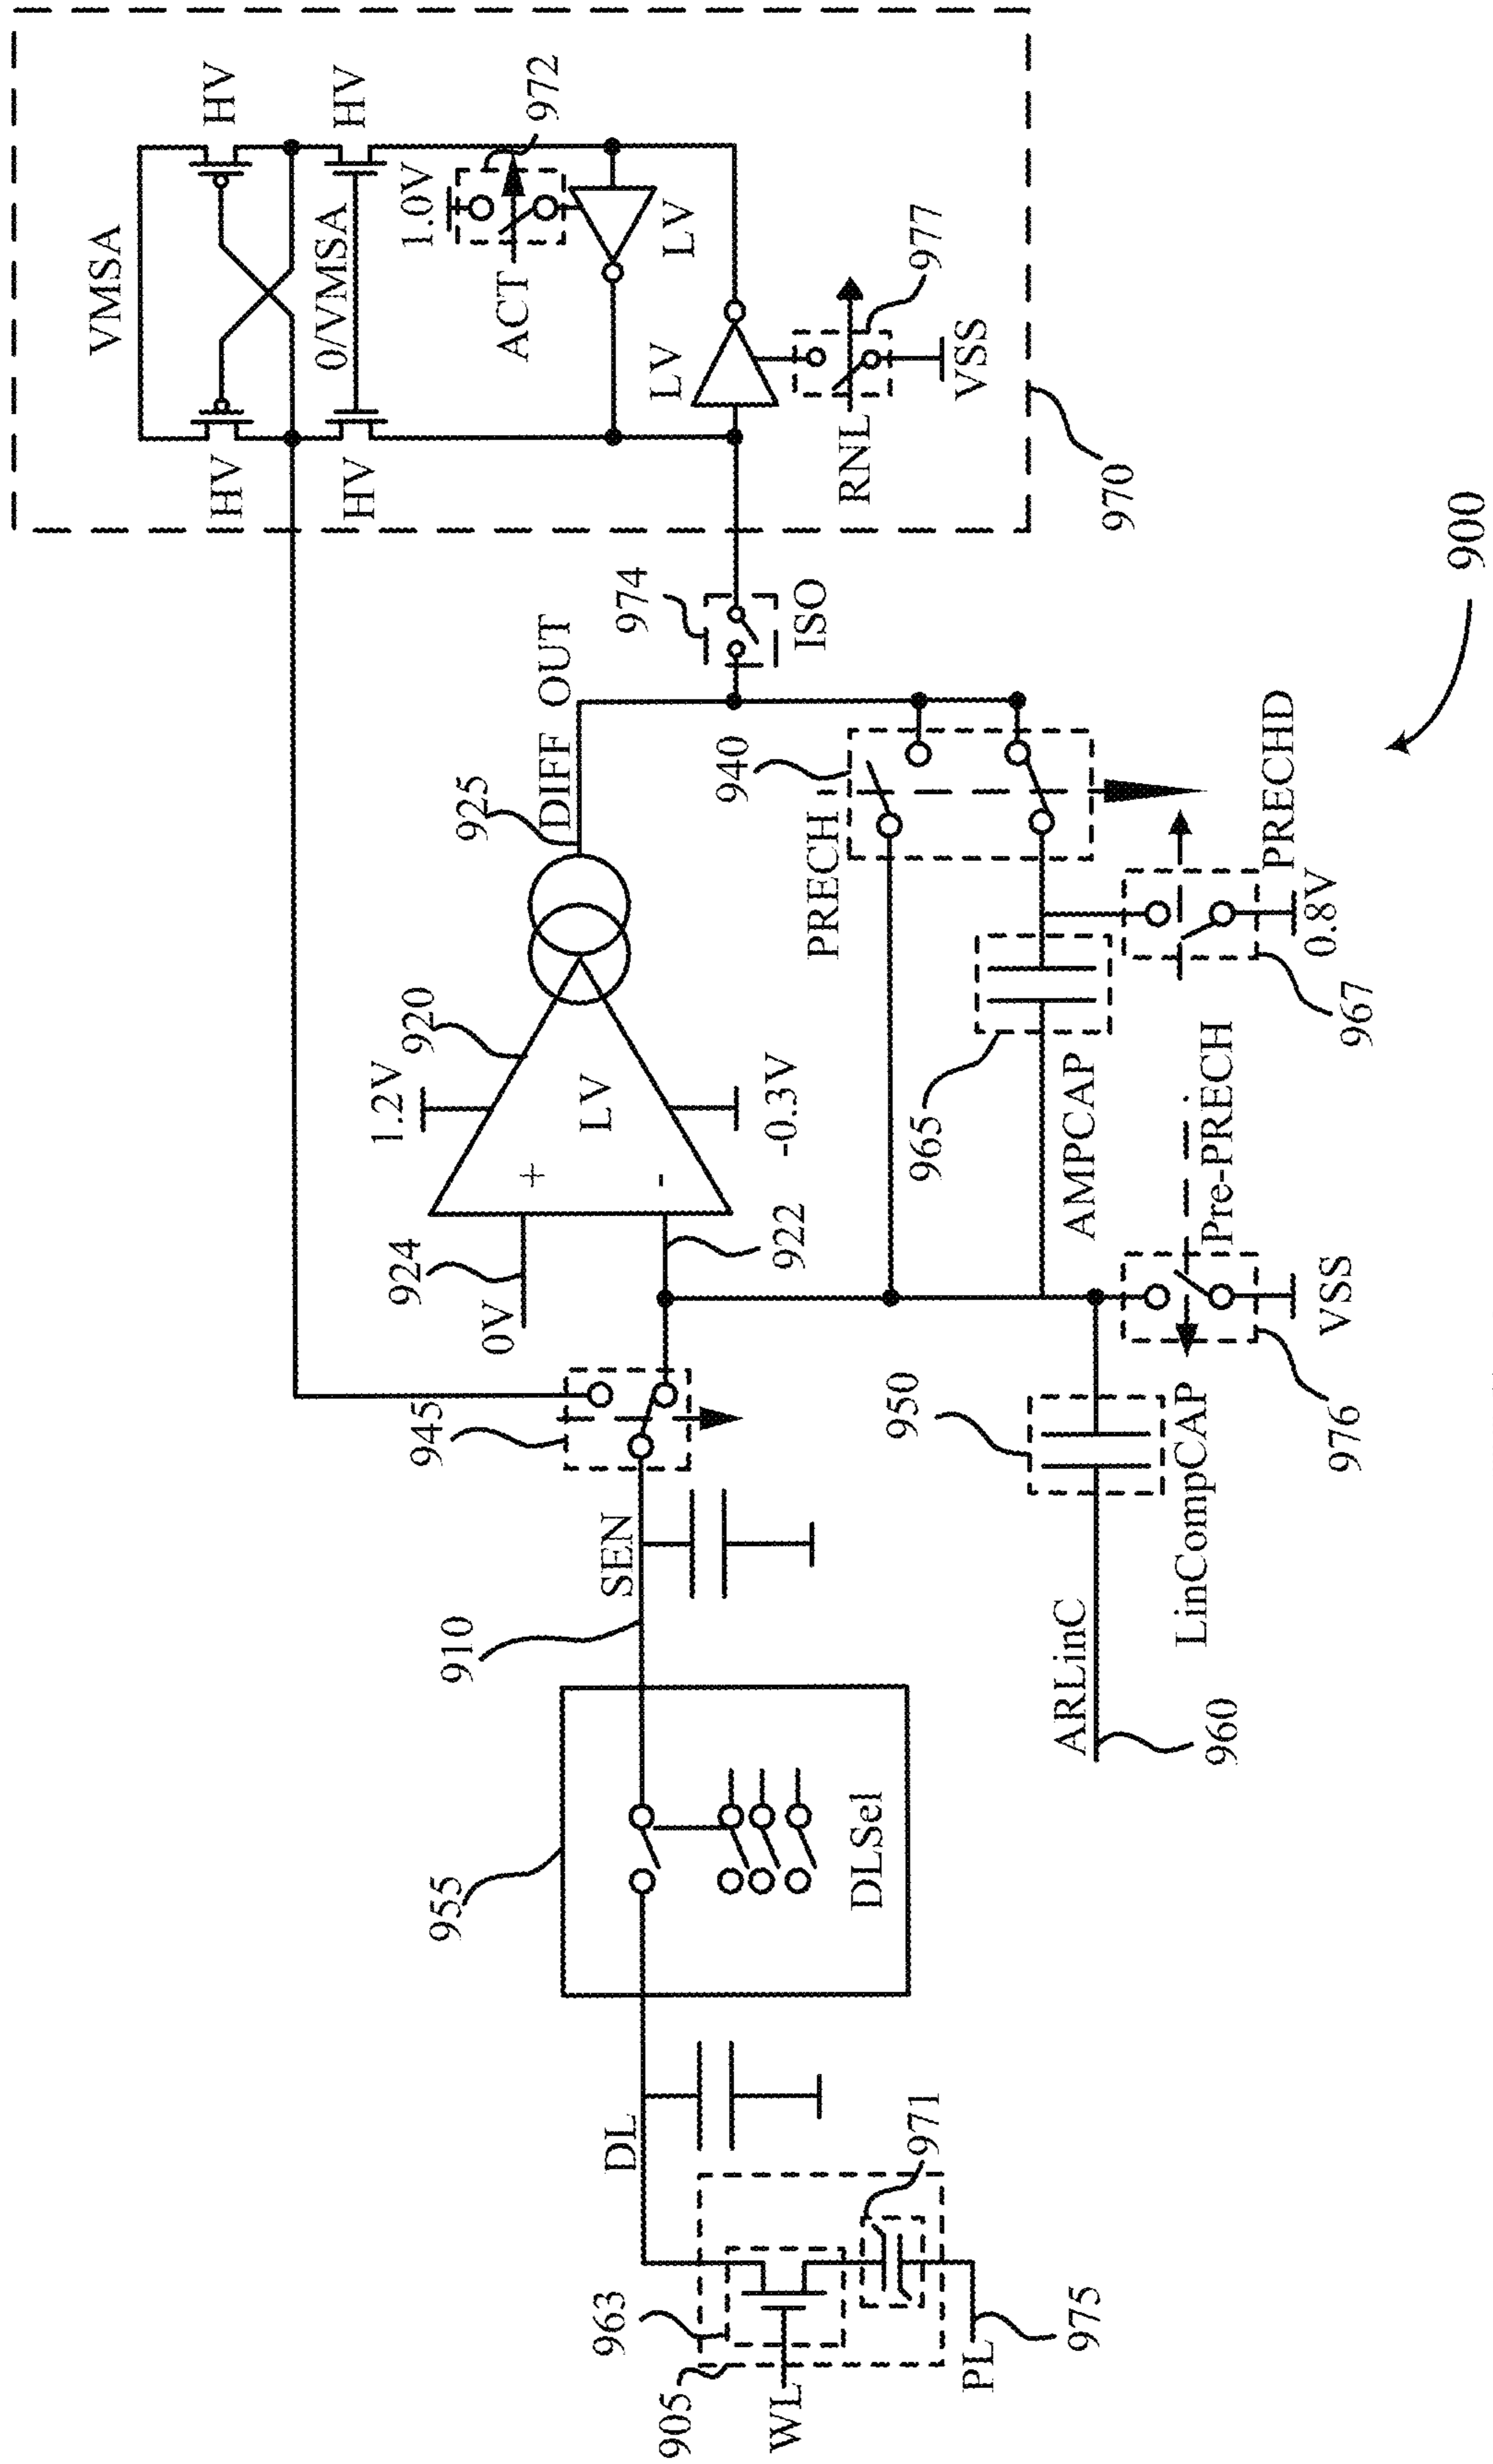 VMSA
HV
HV
HV
HV
0/VMSA
1.0V
972
ACT
LV
LV
977
RNL
VSS
970
974
ISO
DIFF OUT
925
920
1.2V
LV
+
-
-0.3V
924
0V
922
940
PRECH
965
AMPCAP
PRECHD
0.8V
967
Pre-PRECH
VSS
976
945
SEN
910
950
LinCompCAP
ARLinC
960
955
DLSel
DL
971
963
905
WL
PL
975
900